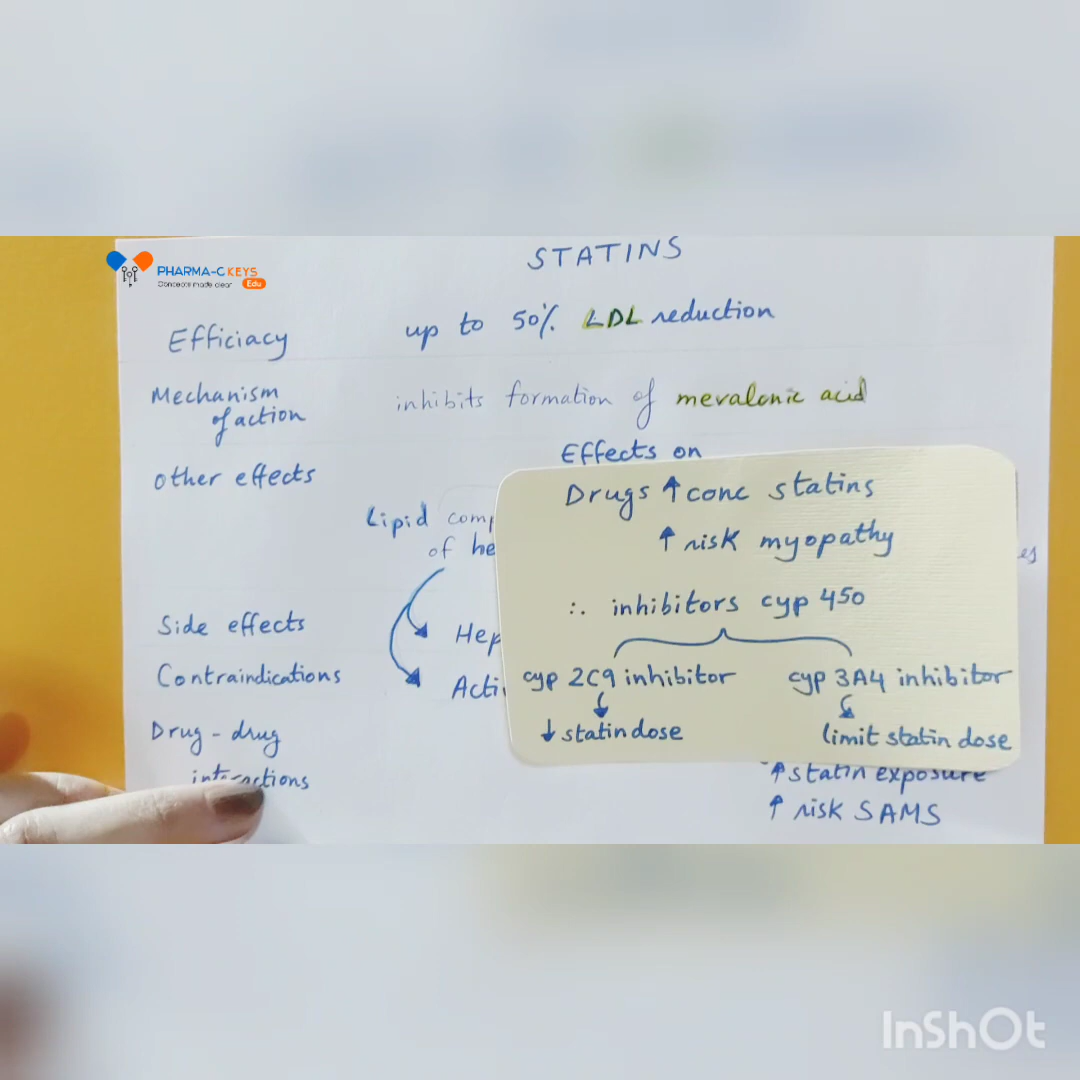 PHARMA-C KEYS
Concepts made clear Edu
STATINS
Efficiacy
up to 50% LDL reduction
Mechanism
of action
inhibits formation of mevalonic acid
Other effects
Effects on
Lipid comp
of he
es
Side effects
Hep
Contraindications
Acti
Drug - drug
interactions
Drugs ↑ conc statins
↑ risk myopathy
∴ inhibitors cyp 450
cyp 2C9 inhibitor
↓ statin dose
cyp 3A4 inhibitor
limit statin dose
↑ statin exposure
↑ risk SAMS
InShOt